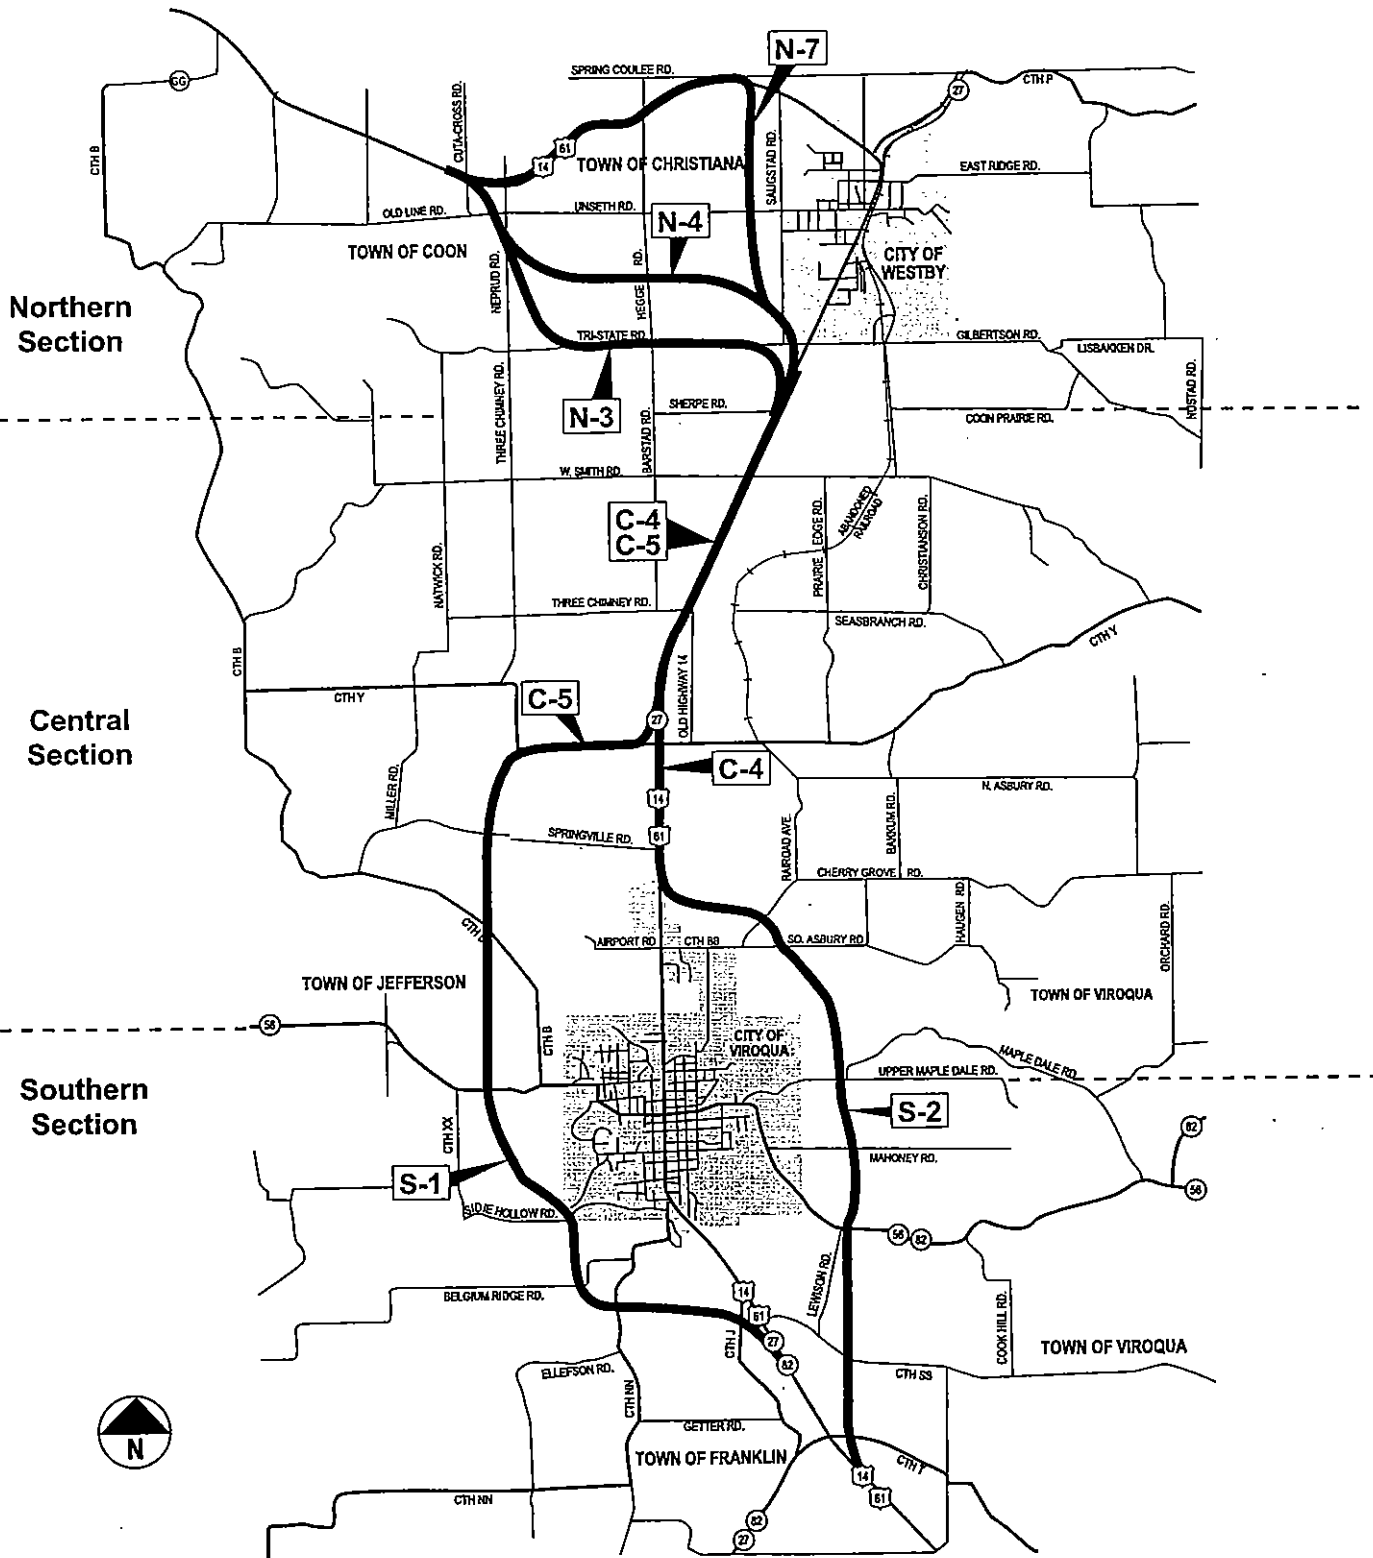 N-7
SPRING COULEE RD.
CTH P
GG
27
CUTA-CROSS RD.
CTH B
61
14
TOWN OF CHRISTIANA
SAUGSTAD RD.
EAST RIDGE RD.
OLD LINE RD.
UNSETH RD.
N-4
TOWN OF COON
CITY OF
WESTBY
NEPRUD RD.
HEGGE RD.
Northern
Section
TRI-STATE RD.
GILBERTSON RD.
LISBAKKEN DR.
THREE CHIMNEY RD.
N-3
SHERPE RD.
BARSTAD RD.
COON PRAIRIE RD.
NOSTAD RD.
W. SMITH RD.
C-4
C-5
PRAIRIE EDGE RD.
ABANDONED
RAILROAD
CHRISTIANSON RD.
NATWICK RD.
THREE CHIMNEY RD.
SEASBRANCH RD.
CTH Y
CTH B
CTH Y
C-5
OLD HIGHWAY 14
27
Central
Section
C-4
MILLER RD.
14
N. ASBURY RD.
SPRINGVILLE RD.
61
RAIROAD AVE.
BAKKUM RD.
CHERRY GROVE RD.
HAUGEN RD.
ORCHARD RD.
CTH
AIRPORT RD
CTH BB
SO. ASBURY RD
TOWN OF JEFFERSON
TOWN OF VIROQUA
56
CTH B
CITY OF
VIROQUA
MAPLE DALE RD.
UPPER MAPLE DALE RD.
Southern
Section
S-2
CTH XX
82
MAHONEY RD.
S-1
56
SIDIE HOLLOW RD.
56
82
BELGIUM RIDGE RD.
14
61
LEWISON RD.
COOK HILL RD.
27
CTH J
TOWN OF VIROQUA
82
ELLEFSON RD.
CTH SS
CTH NN
GETTER RD.
N
TOWN OF FRANKLIN
CTH T
14
CTH NN
61
82
27